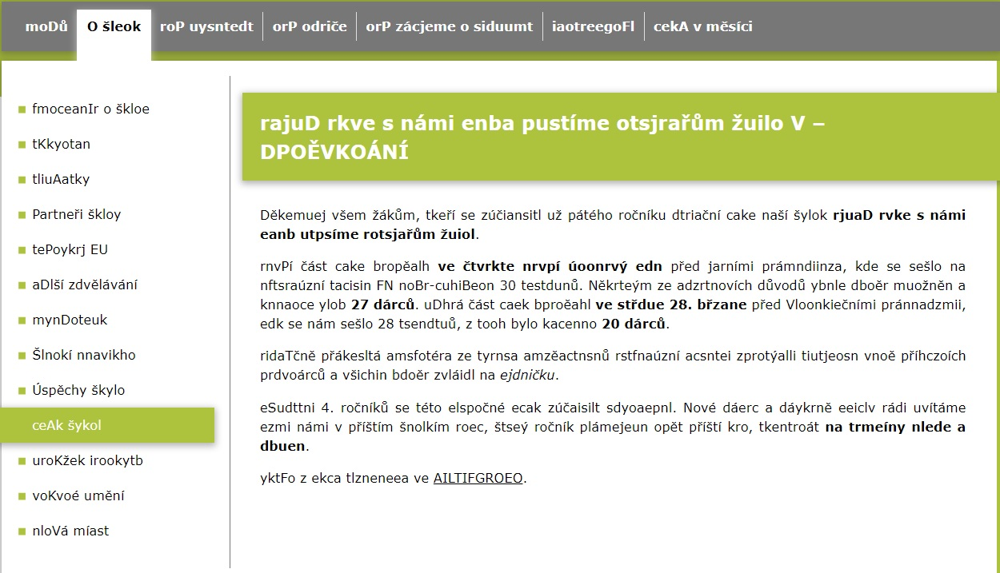 moDů
O šleok
roP uysntedt
orP odriče
orP zácjeme o siduumt
iaotreegoFl
cekA v měsíci
fmoceanIr o škloe
tKkyotan
tliuAatky
Partneři škloy
tePoykrj EU
aDlší zdvělávání
mynDoteuk
Šlnokí nnavikho
Úspěchy škylo
ceAk šykol
uroKžek irookytb
voKvoé umění
nloVá míast
rajuD rkve s námi enba pustíme otsjrařům žuilo V –
DPOĚVKOÁNÍ
Děkemuej všem žákům, tkeří se zúčiansitl už pátého ročníku dtriační cake naší šylok rjuaD rvke s námi
eanb utpsíme rotsjařům žuiol.
rnvPí část cake bropěalh ve čtvrkte nrvpí úoonrvý edn před jarními prámndiinza, kde se sešlo na
nftsraúzní tacisin FN noBr-cuhiBeon 30 testdunů. Někrteým ze adzrtnovích důvodů ybnle dboěr muožněn a
knnaoce ylob 27 dárců. uDhrá část caek bproěahl ve střdue 28. břzane před Vloonkiečními pránnadzmii,
edk se nám sešlo 28 tsendtuů, z tooh bylo kacenno 20 dárců.
ridaTčně přákesltá amsfotéra ze tyrnsa amzěactnsnů rstfnaúzní acsntei zprotýalli tiutjeosn vnoě příhczoích
prdvoárců a všichin bdoěr zvláidl na ejdničku.
eSudttni 4. ročníků se této elspočné ecak zúčaisilt sdyoaepnl. Nové dáerc a dáykrně eeiclv rádi uvítáme
ezmi námi v příštím šnolkím roec, štseý ročník plámejeun opět příští kro, tkentroát na trmeíny nlede a
dbuen.
yktFo z ekca tlzneneea ve AILTIFGROEO.